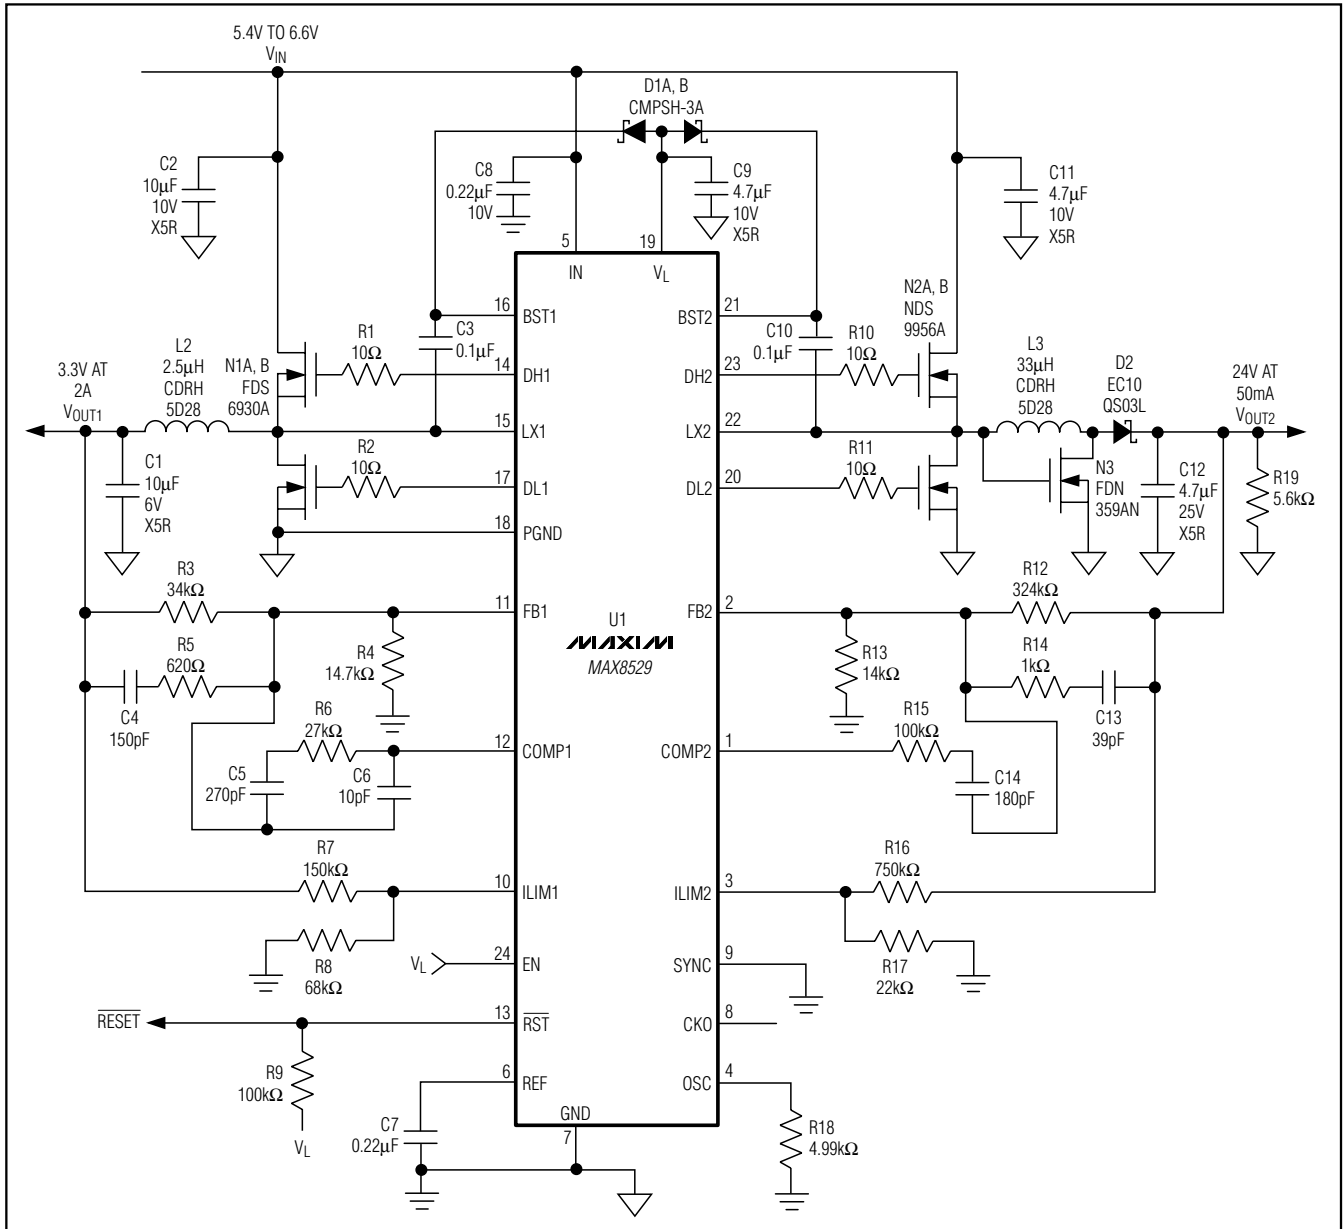 5.4V TO 6.6V
VIN
D1A, B
CMPSH-3A
C2
10μF
10V
X5R
C8
0.22μF
10V
C9
4.7μF
10V
X5R
C11
4.7μF
10V
X5R
5
19
IN
VL
16
BST1
BST2
21
N2A, B
NDS
9956A
R1
10Ω
C3
0.1μF
C10
0.1μF
R10
10Ω
3.3V AT
2A
VOUT1
L2
2.5μH
CDRH
5D28
N1A, B
FDS
6930A
14
DH1
DH2
23
L3
33μH
CDRH
5D28
D2
EC10
QS03L
24V AT
50mA
VOUT2
15
LX1
LX2
22
C1
10μF
6V
X5R
R2
10Ω
17
DL1
DL2
20
R11
10Ω
N3
FDN
359AN
C12
4.7μF
25V
X5R
R19
5.6kΩ
18
PGND
R3
34kΩ
11
FB1
FB2
2
R12
324kΩ
U1
MAXIM
MAX8529
R5
620Ω
C4
150pF
R4
14.7kΩ
R13
14kΩ
R14
1kΩ
C13
39pF
R6
27kΩ
12
COMP1
COMP2
1
R15
100kΩ
C5
270pF
C6
10pF
C14
180pF
R7
150kΩ
10
ILIM1
ILIM2
3
R16
750kΩ
R8
68kΩ
R17
22kΩ
VL
24
EN
SYNC
9
RESET
13
RST
CKO
8
R9
100kΩ
VL
6
REF
OSC
4
C7
0.22μF
GND
7
R18
4.99kΩ